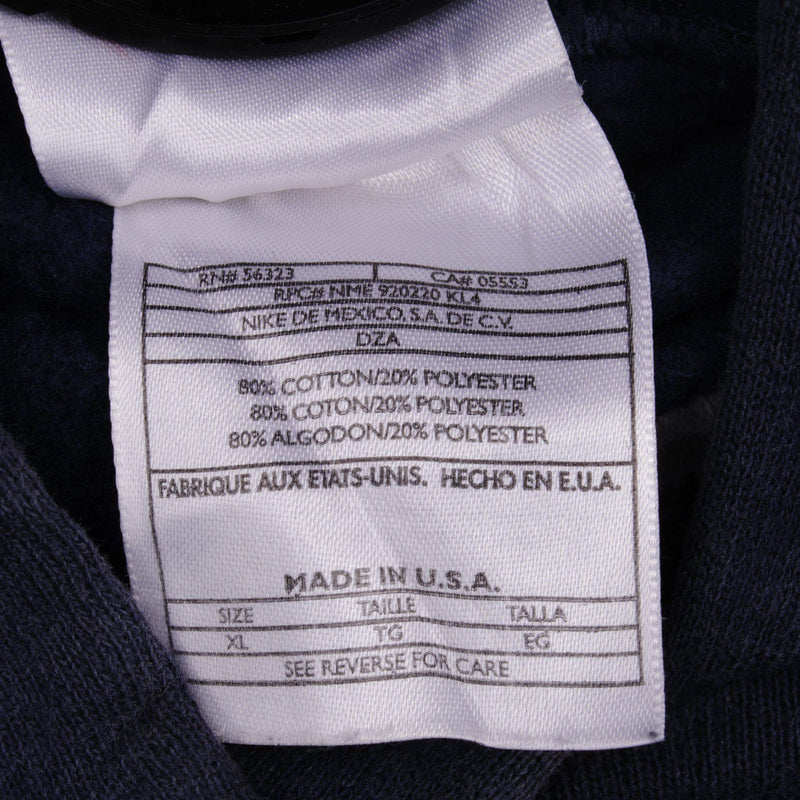 RN# 56323 CA# 05553
RPC# NME 920220 KL4
NIKE DE MEXICO, S.A. DE C.V.
DZA
80% COTTON/20% POLYESTER
80% COTON/20% POLYESTER
80% ALGODON/20% POLYESTER
FABRIQUE AUX ETATS-UNIS. HECHO EN E.U.A.
MADE IN U.S.A.
SIZE TAILLE TALLA
XL TG EG
SEE REVERSE FOR CARE